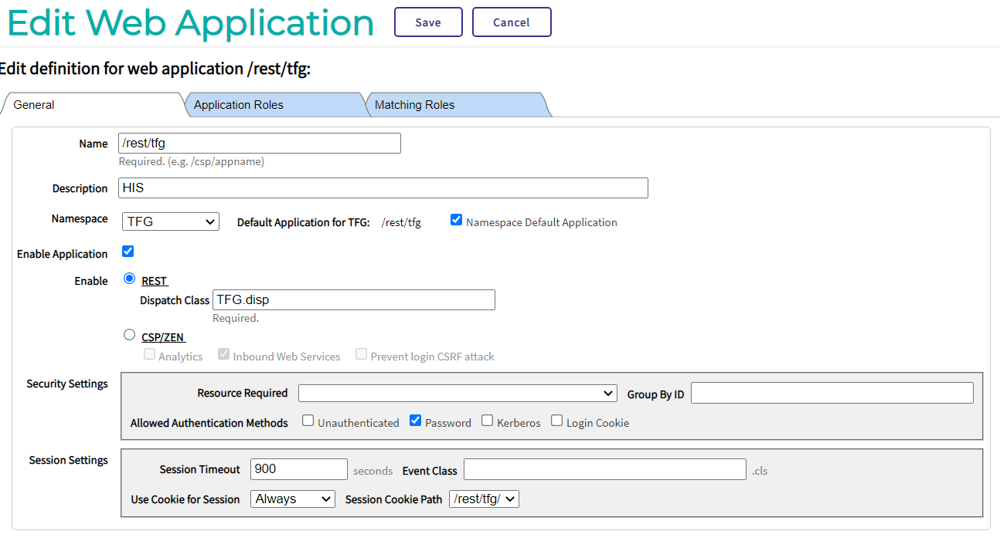 Edit Web Application Save Cancel
Edit definition for web application /rest/tfg:
General Application Roles Matching Roles
Name /rest/tfg
Required. (e.g. /csp/appname)
Description HIS
Namespace TFG Default Application for TFG: /rest/tfg Namespace Default Application
Enable Application
Enable REST
Dispatch Class TFG.disp
Required.
CSP/ZEN
Analytics Inbound Web Services Prevent login CSRF attack
Security Settings
Resource Required Group By ID
Allowed Authentication Methods Unauthenticated Password Kerberos Login Cookie
Session Settings
Session Timeout 900 seconds Event Class .cls
Use Cookie for Session Always Session Cookie Path /rest/tfg/